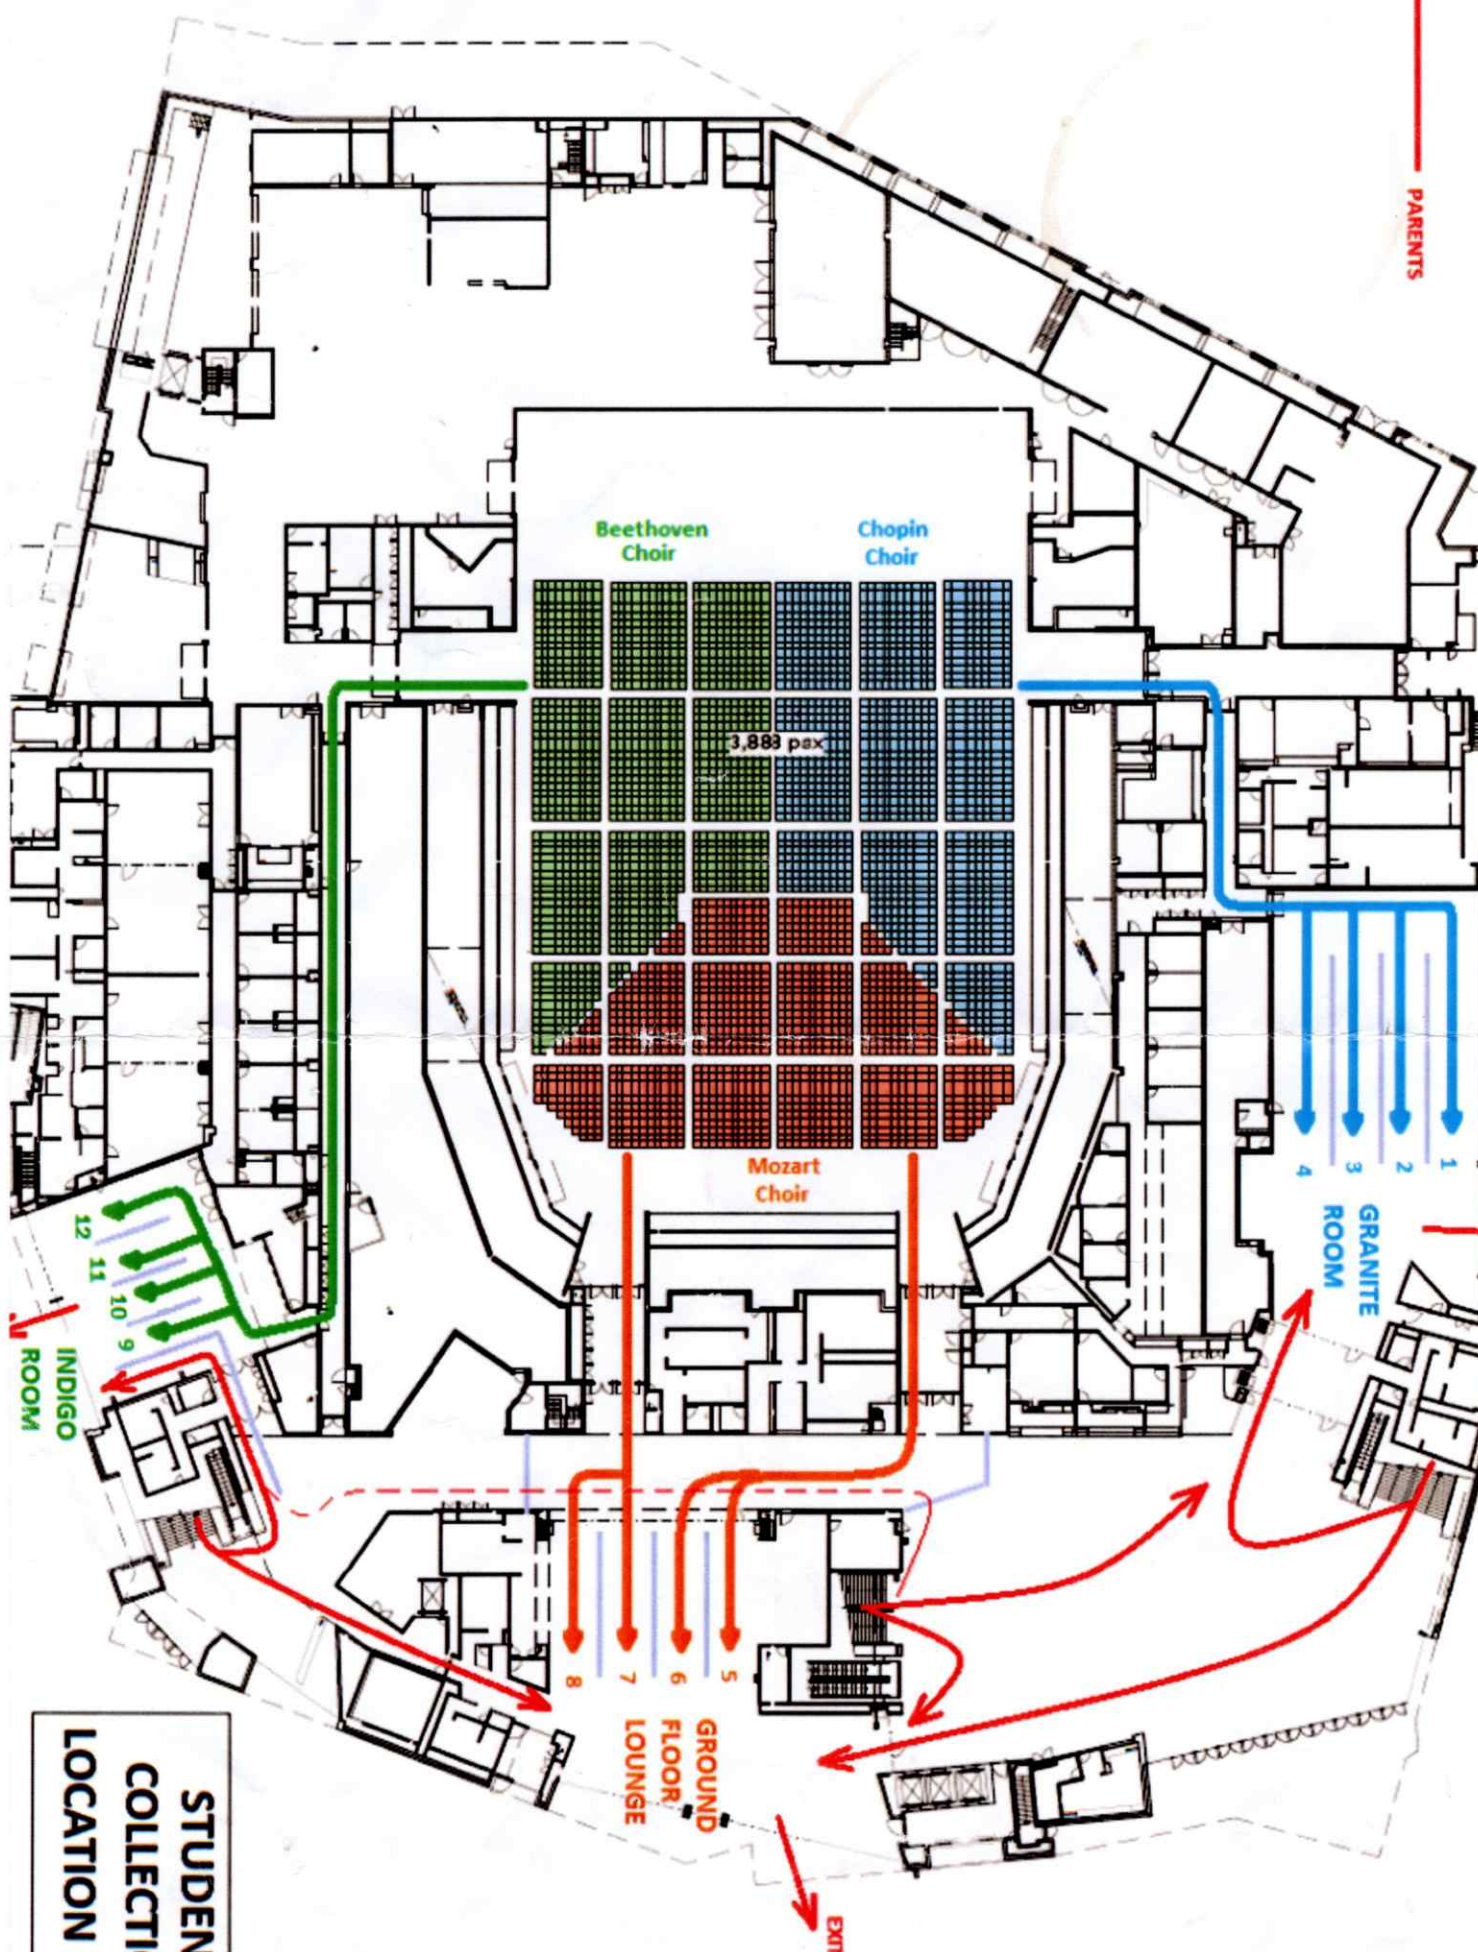 PARENTS
Beethoven
Choir
Chopin
Choir
3,888 pax
Mozart
Choir
1
2
3
4
GRANITE
ROOM
12
11
10
9
INDIGO
ROOM
8
7
6
5
GROUND
FLOOR
LOUNGE
EXIT
STUDEN
COLLECTI
LOCATION